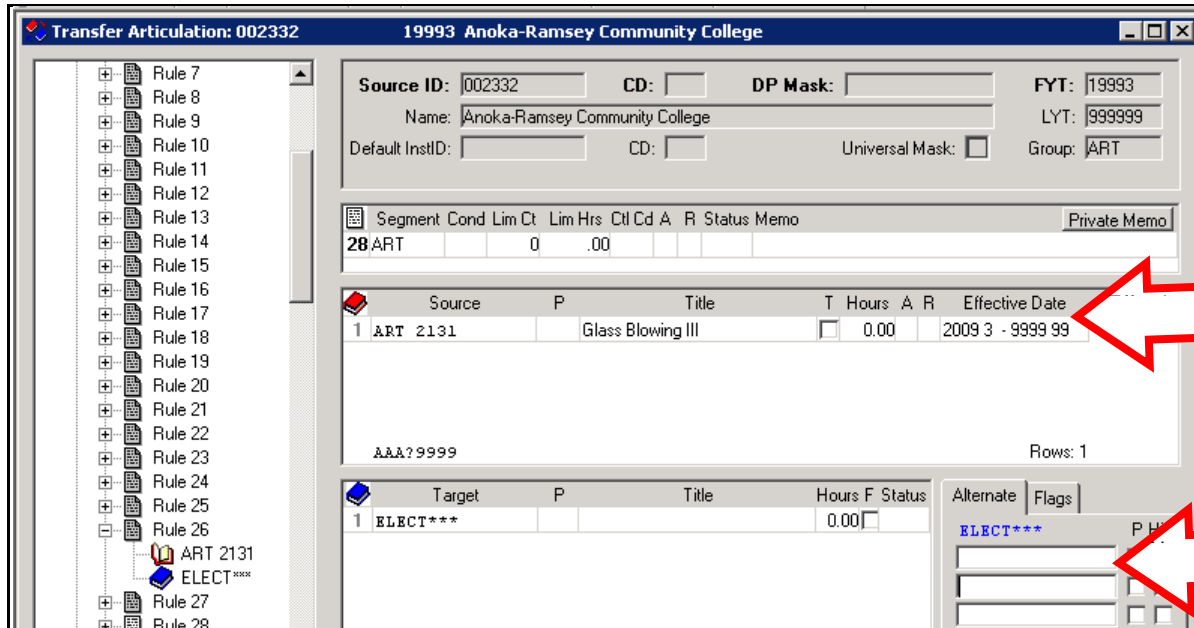 Transfer Articulation: 002332 19993 Anoka-Ramsey Community College
Rule 7
Rule 8
Rule 9
Rule 10
Rule 11
Rule 12
Rule 13
Rule 14
Rule 15
Rule 16
Rule 17
Rule 18
Rule 19
Rule 20
Rule 21
Rule 22
Rule 23
Rule 24
Rule 25
Rule 26
ART 2131
ELECT***
Rule 27
Rule 28
Source ID: 002332 CD: DP Mask: FYT: 19993
Name: Anoka-Ramsey Community College LYT: 999999
Default InstID: CD: Universal Mask: Group: ART
Segment Cond Lim Ct Lim Hrs Ctl Cd A R Status Memo Private Memo
28 ART 0 .00
Source P Title T Hours A R Effective Date
1 ART 2131 Glass Blowing III 0.00 2009 3 - 9999 99
AAA?9999 Rows: 1
Target P Title Hours F Status
1 ELECT*** 0.00
Alternate Flags
ELECT*** P